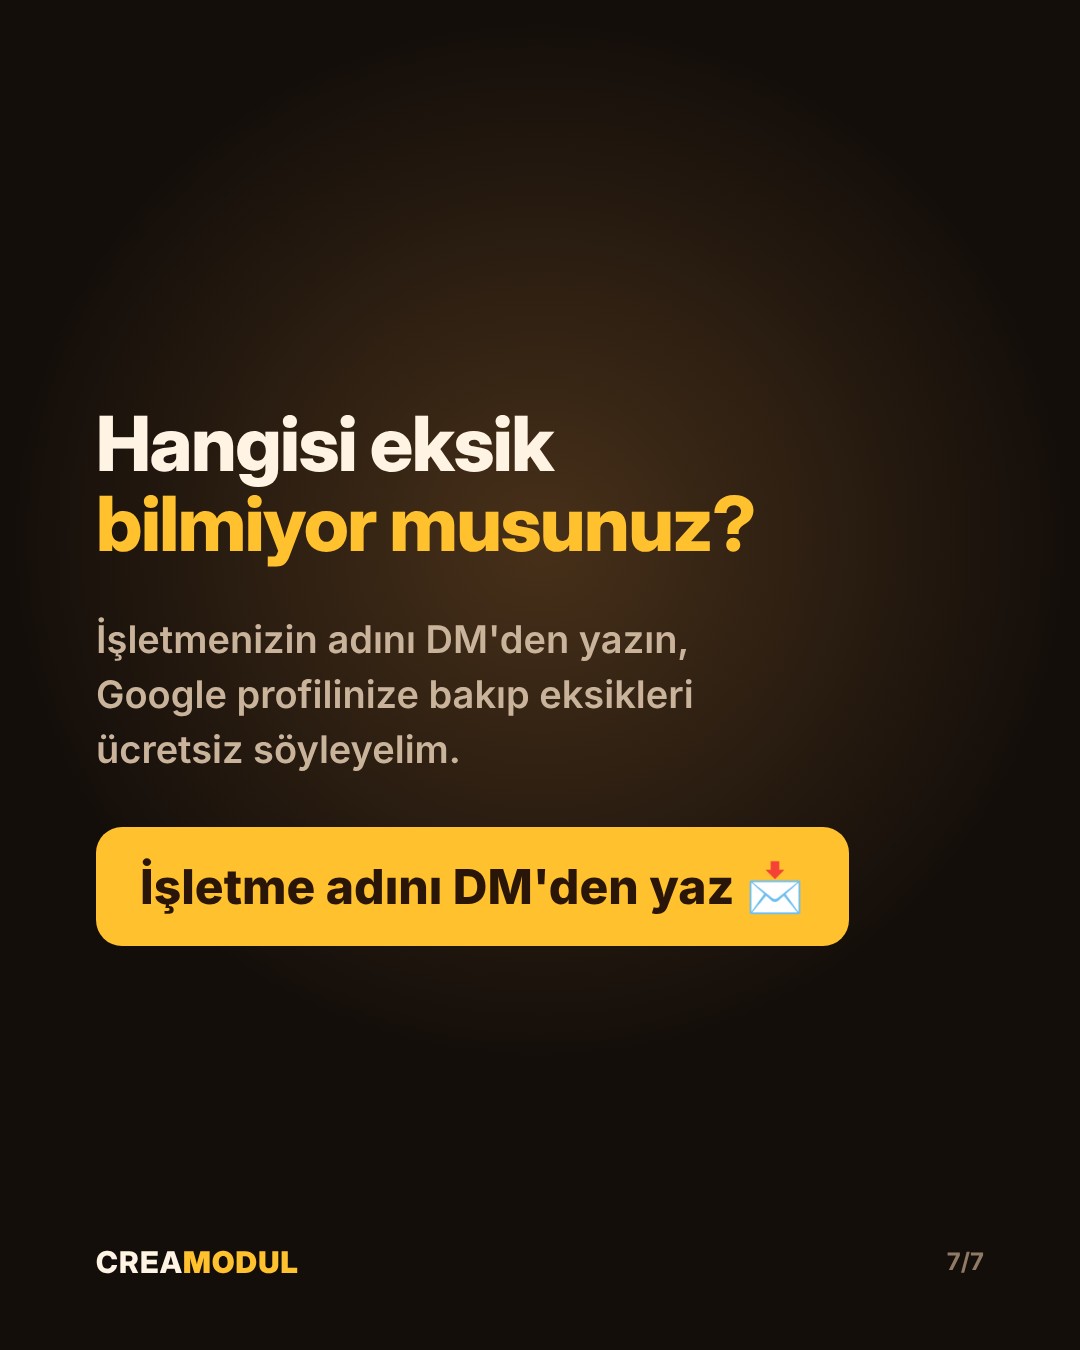 Hangisi eksik
bilmiyor musunuz?
İşletmenizin adını DM'den yazın,
Google profilinize bakıp eksikleri
ücretsiz söyleyelim.
İşletme adını DM'den yaz 📩
CREAMODUL
7/7